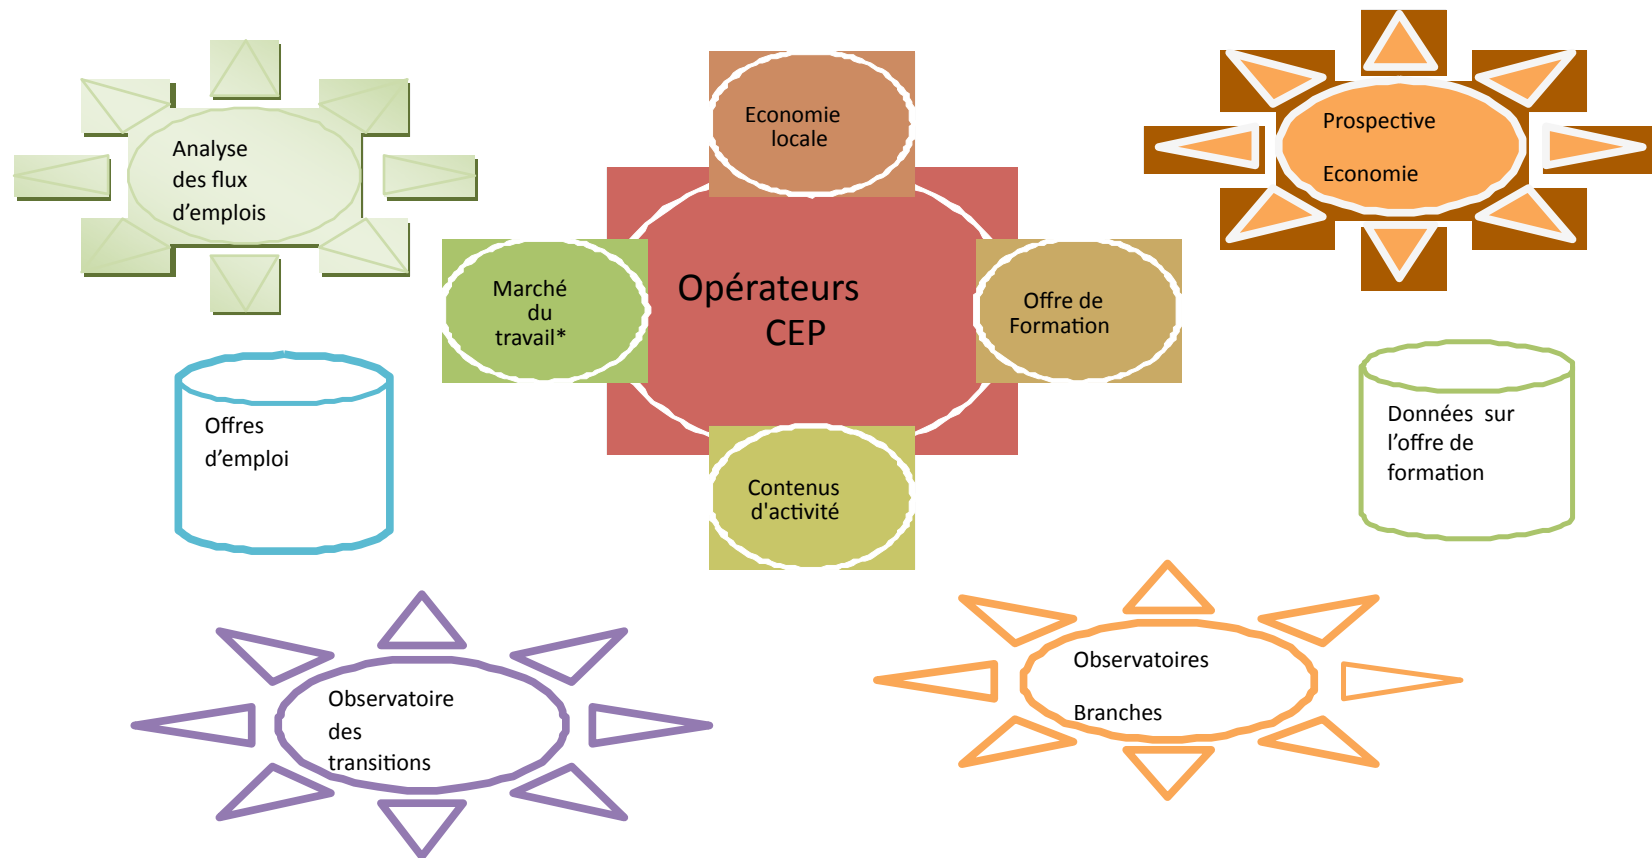 Analyse
des flux
d’emplois
Economie
locale
Prospective
Economie
Marché
du
travail*
Opérateurs
CEP
Offre de
Formation
Offres
d’emploi
Données sur
l’offre de
formation
Contenus
d'activité
Observatoire
des
transitions
Observatoires
Branches